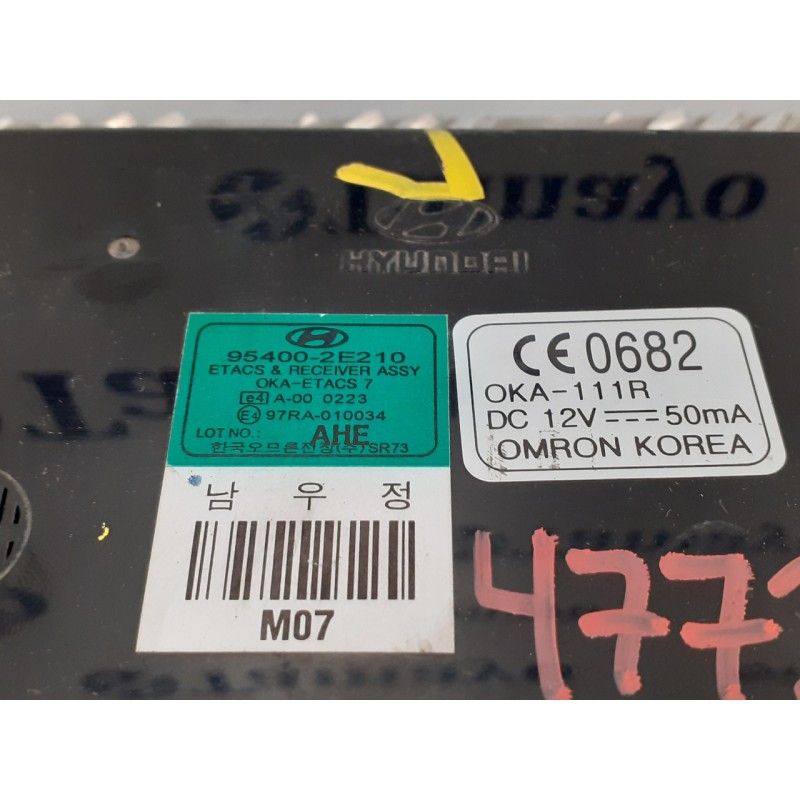 HYUNDAI
95400-2E210
ETACS & RECEIVER ASSY
OKA-ETACS 7
e4 A-00 0223
E4 97RA-010034
LOT NO.: AHE
한국오므론전장(주)SR73
남 우 정
M07
CE0682
OKA-111R
DC 12V 50mA
OMRON KOREA
477